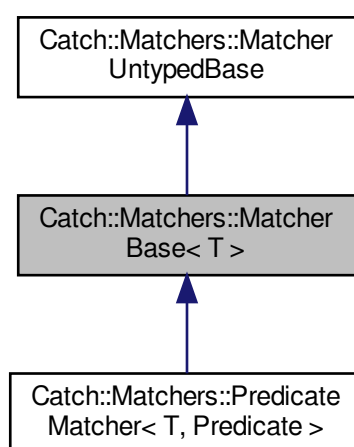 Catch::Matchers::Matcher
UntypedBase
Catch::Matchers::Matcher
Base< T >
Catch::Matchers::Predicate
Matcher< T, Predicate >